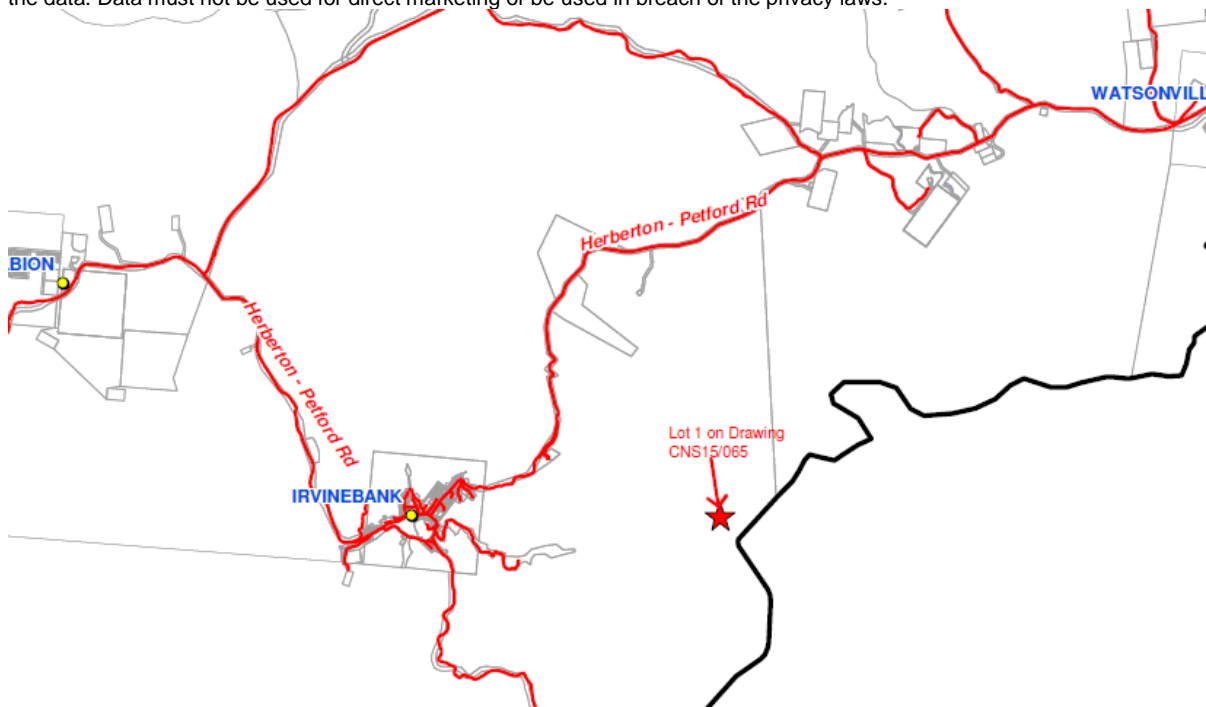 the data. Data must not be used for direct marketing or be used in breach of the privacy laws.
WATSONVILL
Herberton - Petford Rd
BION
Herberton - Petford Rd
Lot 1 on Drawing
CNS15/065
IRVINEBANK